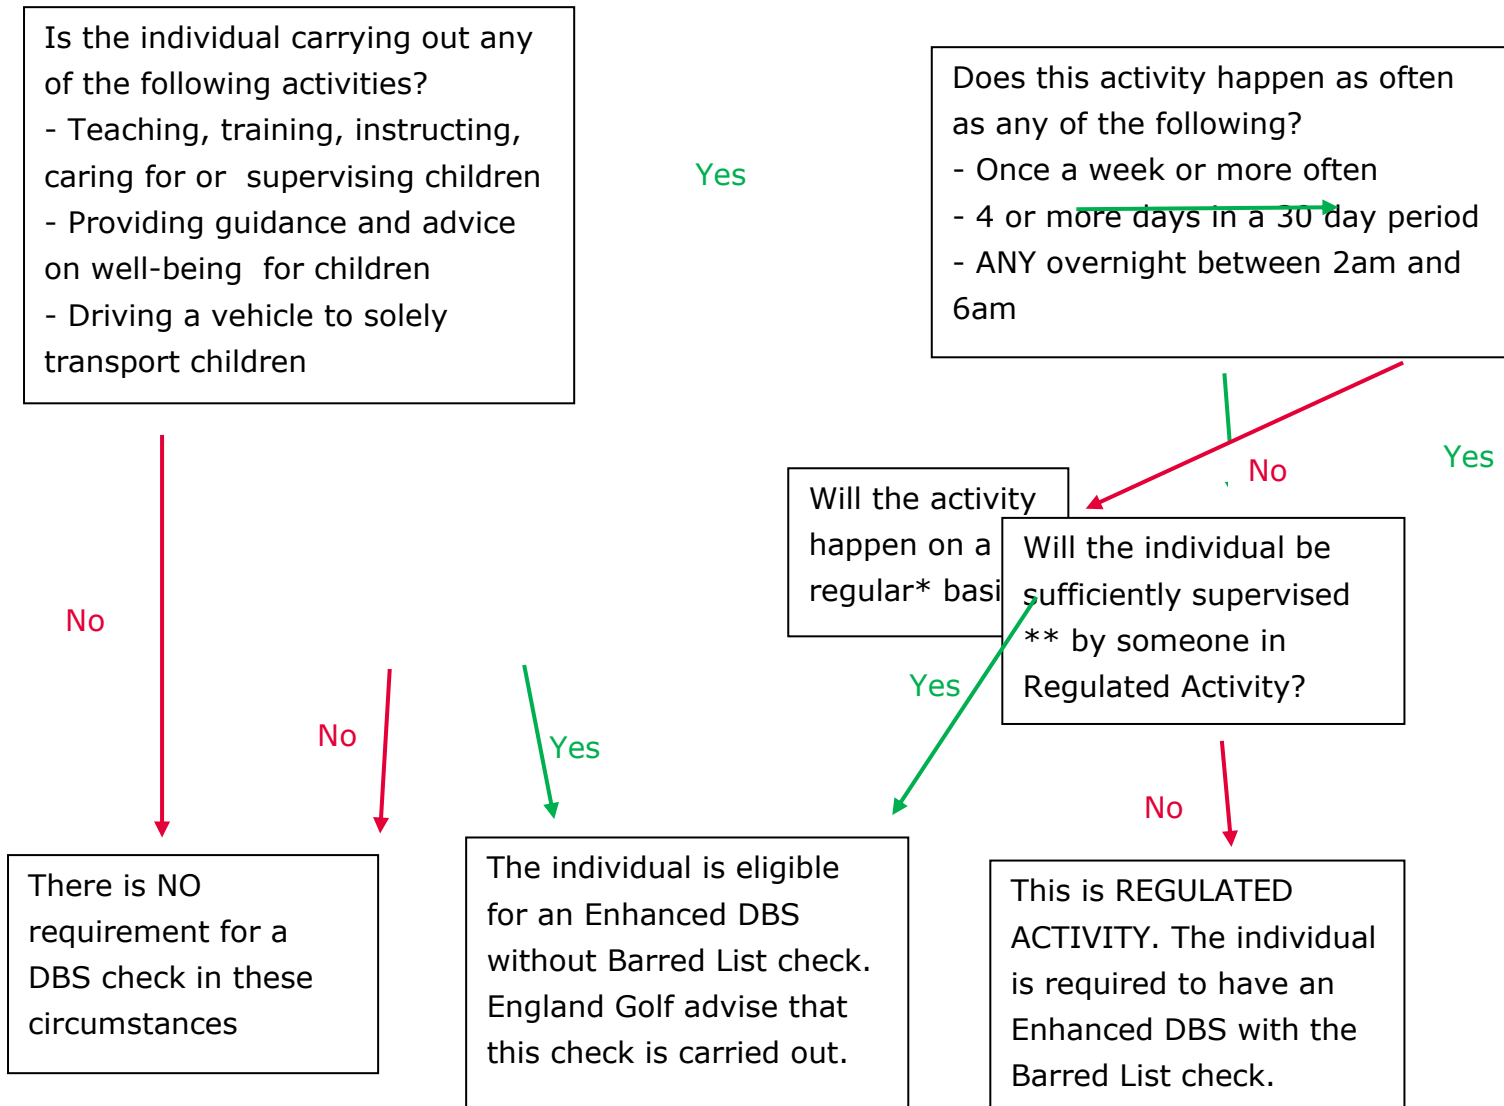 Is the individual carrying out any
of the following activities?
- Teaching, training, instructing,
caring for or supervising children
- Providing guidance and advice
on well-being for children
- Driving a vehicle to solely
transport children
Yes
Does this activity happen as often
as any of the following?
- Once a week or more often
- 4 or more days in a 30 day period
- ANY overnight between 2am and
6am
No
Yes
Will the activity
happen on a
regular* basi
Will the individual be
sufficiently supervised
** by someone in
Regulated Activity?
No
Yes
No
Yes
No
There is NO
requirement for a
DBS check in these
circumstances
The individual is eligible
for an Enhanced DBS
without Barred List check.
England Golf advise that
this check is carried out.
This is REGULATED
ACTIVITY. The individual
is required to have an
Enhanced DBS with the
Barred List check.